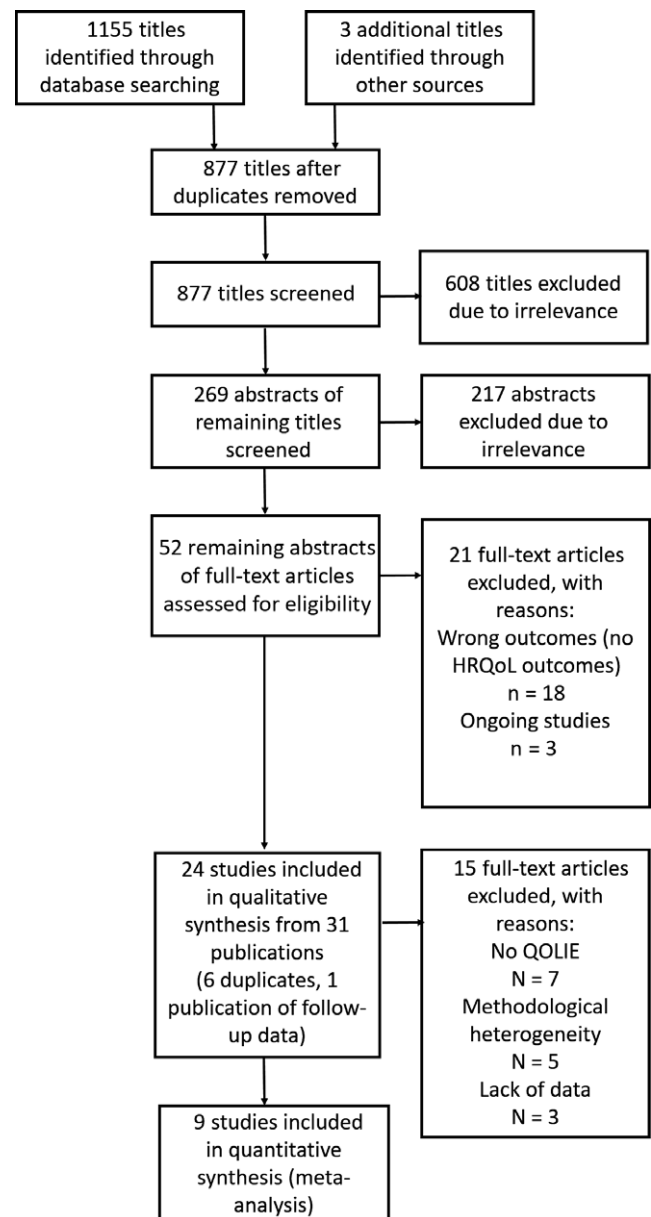 1155 titles
identified through
database searching
3 additional titles
identified through
other sources
877 titles after
duplicates removed
877 titles screened
608 titles excluded
due to irrelevance
269 abstracts of
remaining titles
screened
217 abstracts
excluded due to
irrelevance
52 remaining abstracts
of full-text articles
assessed for eligibility
21 full-text articles
excluded, with
reasons:
Wrong outcomes (no
HRQoL outcomes)
n = 18
Ongoing studies
n = 3
24 studies included
in qualitative
synthesis from 31
publications
(6 duplicates, 1
publication of follow-
up data)
15 full-text articles
excluded, with
reasons:
No QOLIE
N = 7
Methodological
heterogeneity
N = 5
Lack of data
N = 3
9 studies included
in quantitative
synthesis (meta-
analysis)